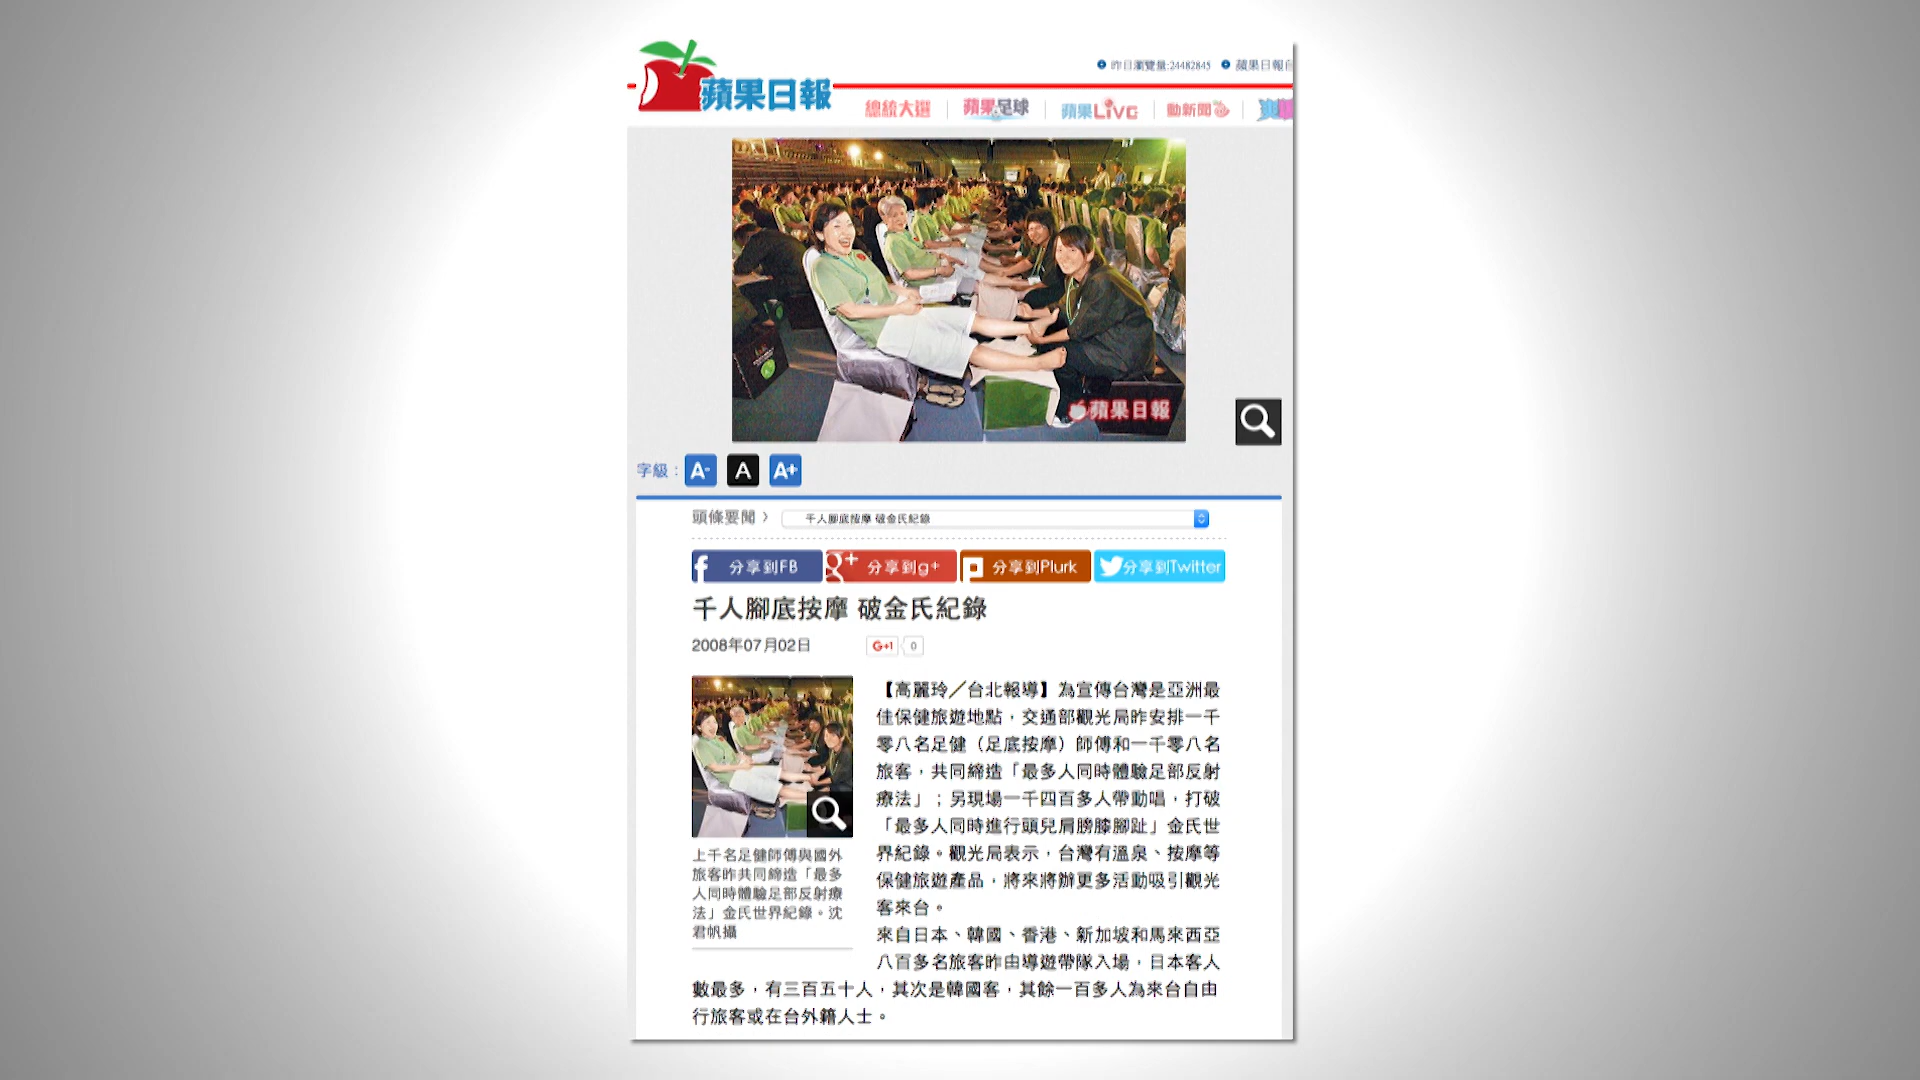 昨日瀏覽量:24482845
蘋果日報
蘋果日報
總統大選
蘋果足球
蘋果LIVE
動新聞
蘋果日報
字級：
A-
A
A+
頭條要聞
千人腳底按摩 破金氏紀錄
分享到FB
分享到g+
分享到Plurk
分享到Twitter
千人腳底按摩 破金氏紀錄
2008年07月02日
G+1
0
【高麗玲／台北報導】為宣傳台灣是亞洲最
佳保健旅遊地點，交通部觀光局昨安排一千
零八名足健（足底按摩）師傅和一千零八名
旅客，共同締造「最多人同時體驗足部反射
療法」；另現場一千四百多人帶動唱，打破
「最多人同時進行頭兒肩膀膝腳趾」金氏世
界紀錄。觀光局表示，台灣有溫泉、按摩等
保健旅遊產品，將來將辦更多活動吸引觀光
客來台。
上千名足健師傅與國外
旅客昨共同締造「最多
人同時體驗足部反射療
法」金氏世界紀錄。沈
君帆攝
來自日本、韓國、香港、新加坡和馬來西亞
八百多名旅客昨由導遊帶隊入場，日本客人
數最多，有三百五十人，其次是韓國客，其餘一百多人為來台自由
行旅客或在台外籍人士。